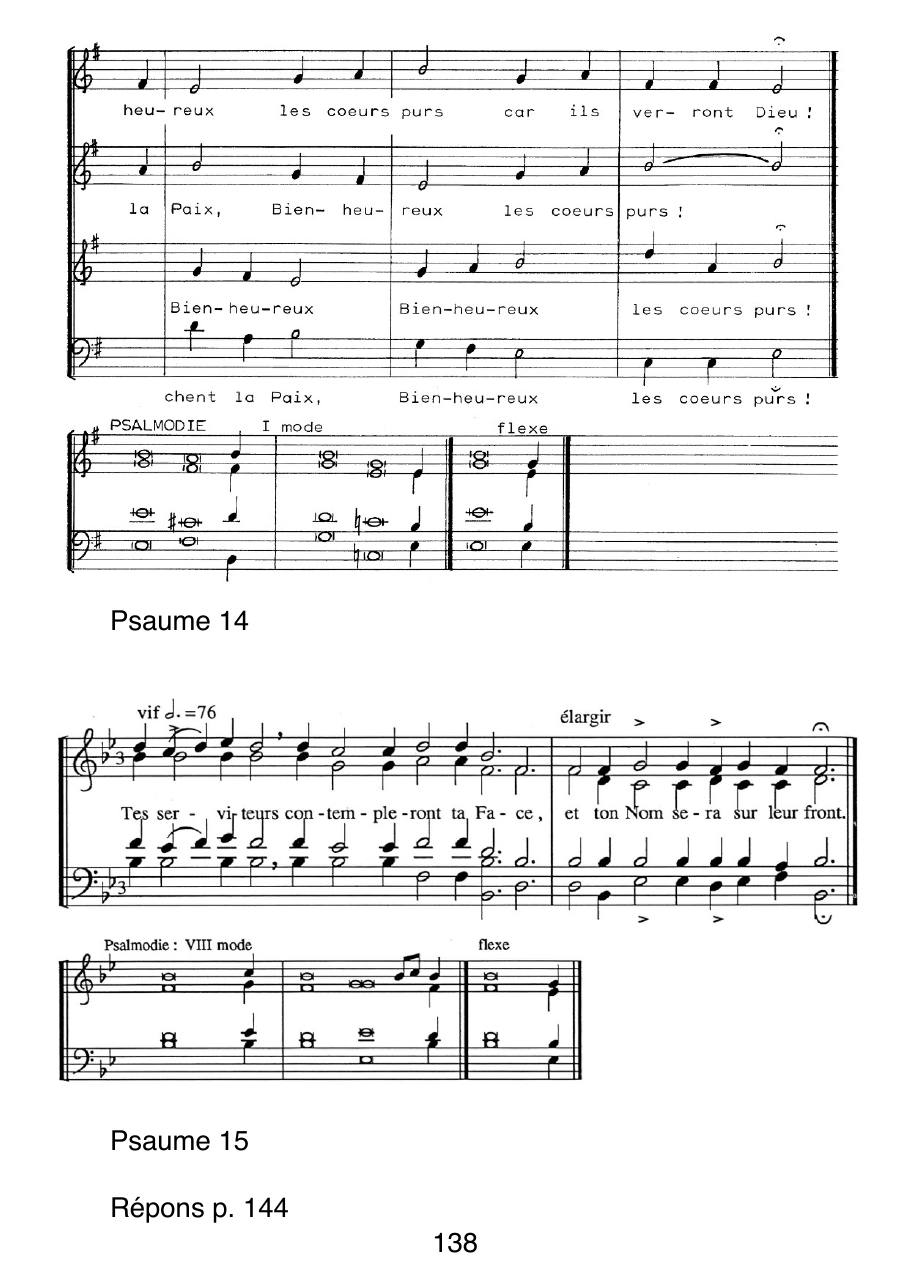 heu- reux les coeurs purs car ils ver- ront Dieu !
la Paix, Bien- heu- reux les coeurs purs !
Bien- heu-reux Bien-heu-reux les coeurs purs !
chent la Paix, Bien-heu-reux les coeurs purs !
PSALMODIE I mode flexe
Psaume 14
vif =76 élargir
Tes ser - vi- teurs con -tem - ple -ront ta Fa - ce, et ton Nom se - ra sur leur front.
Psalmodie : VIII mode flexe
Psaume 15
Répons p. 144
138